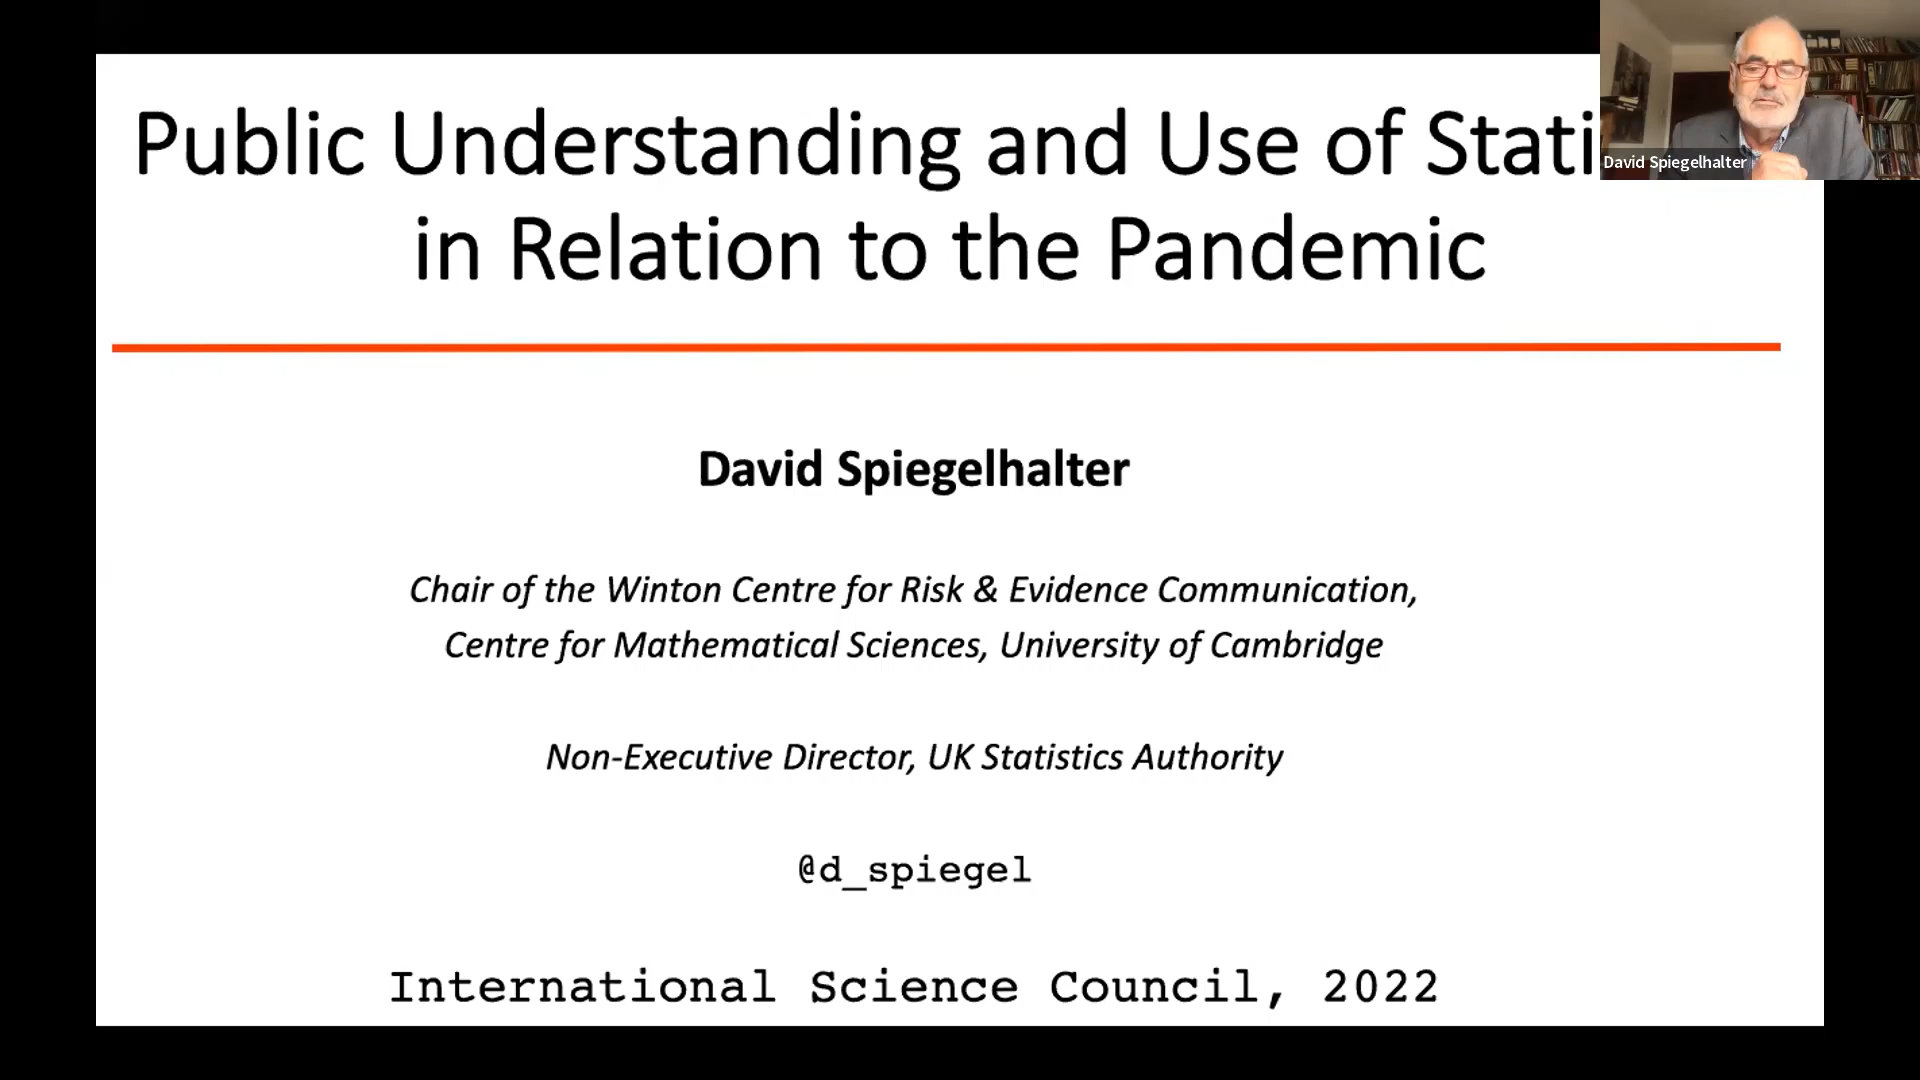 Public Understanding and Use of Stati
in Relation to the Pandemic
David Spiegelhalter
David Spiegelhalter
Chair of the Winton Centre for Risk & Evidence Communication,
Centre for Mathematical Sciences, University of Cambridge
Non-Executive Director, UK Statistics Authority
@d_spiegel
International Science Council, 2022